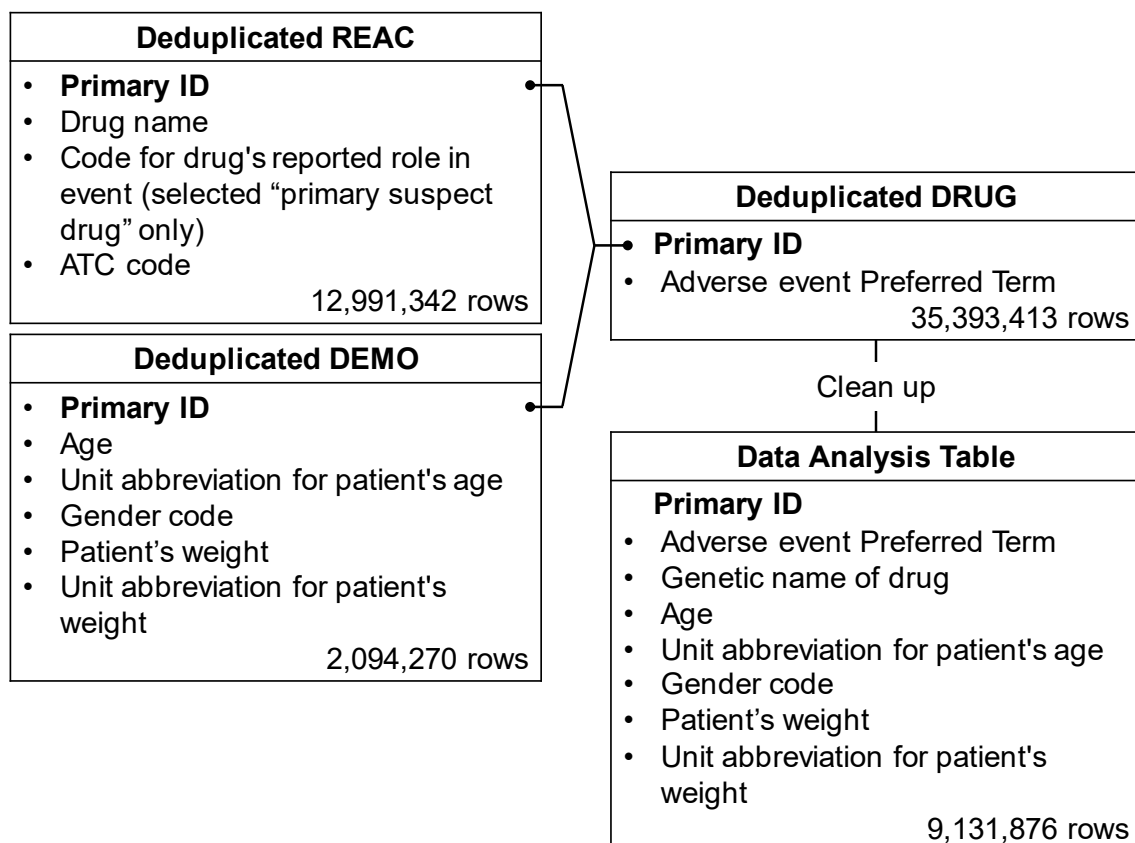 Deduplicated REAC
• Primary ID
• Drug name
• Code for drug's reported role in
event (selected “primary suspect
drug” only)
• ATC code
12,991,342 rows
Deduplicated DEMO
• Primary ID
• Age
• Unit abbreviation for patient's age
• Gender code
• Patient’s weight
• Unit abbreviation for patient's
weight
2,094,270 rows
Deduplicated DRUG
Primary ID
• Adverse event Preferred Term
35,393,413 rows
Clean up
Data Analysis Table
Primary ID
• Adverse event Preferred Term
• Genetic name of drug
• Age
• Unit abbreviation for patient's age
• Gender code
• Patient’s weight
• Unit abbreviation for patient's
weight
9,131,876 rows